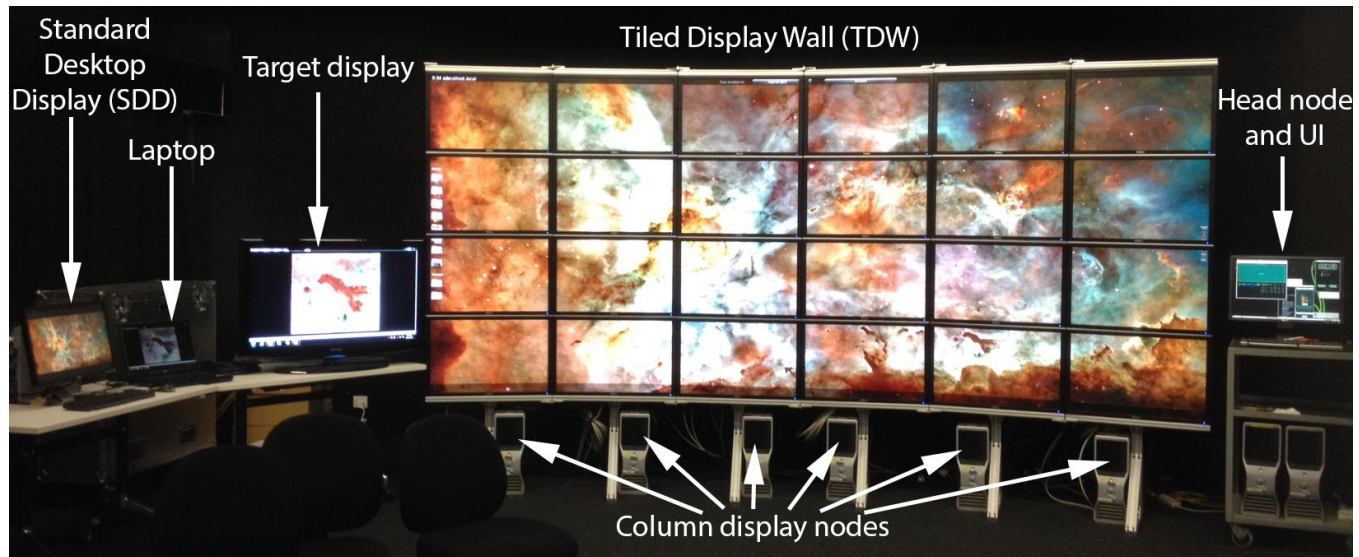 Standard
Desktop
Display (SDD)
Laptop
Target display
Tiled Display Wall (TDW)
Head node
and UI
Column display nodes